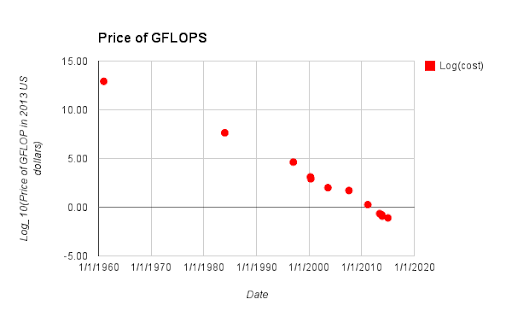 Price of GFLOPS
Log(cost)
15.00
10.00
5.00
0.00
-5.00
1/1/1960 1/1/1970 1/1/1980 1/1/1990 1/1/2000 1/1/2010 1/1/2020
Log_10(Price of GFLOP in 2013 US
dollars)
Date